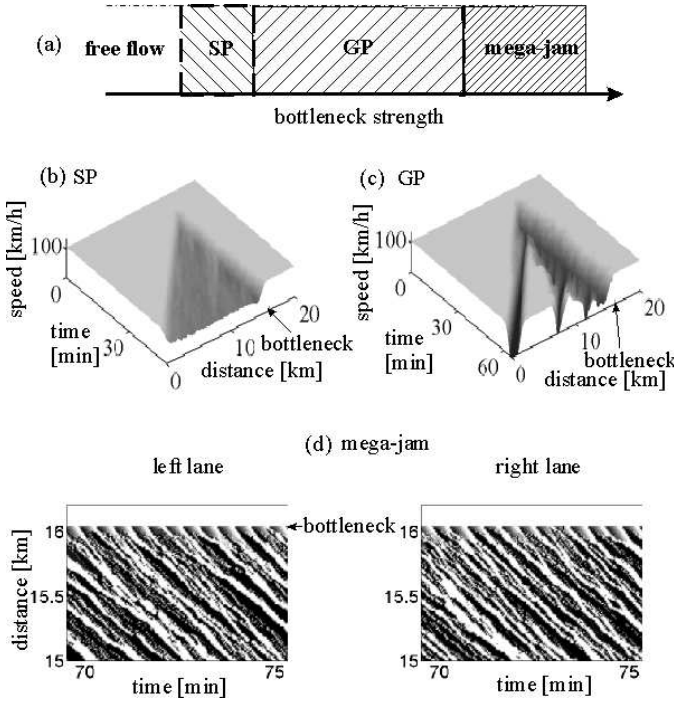 (a)
free flow
SP
GP
mega-jam
bottleneck strength
(b) SP
speed [km/h]
100
0
30
time
[min]
0
10
20
bottleneck
distance [km]
(c) GP
speed [km/h]
100
0
30
60
time
[min]
0
10
20
bottleneck
distance [km]
(d) mega-jam
left lane
right lane
bottleneck
distance [km]
16
15.5
15
70
75
time [min]
16
15.5
15
70
75
time [min]